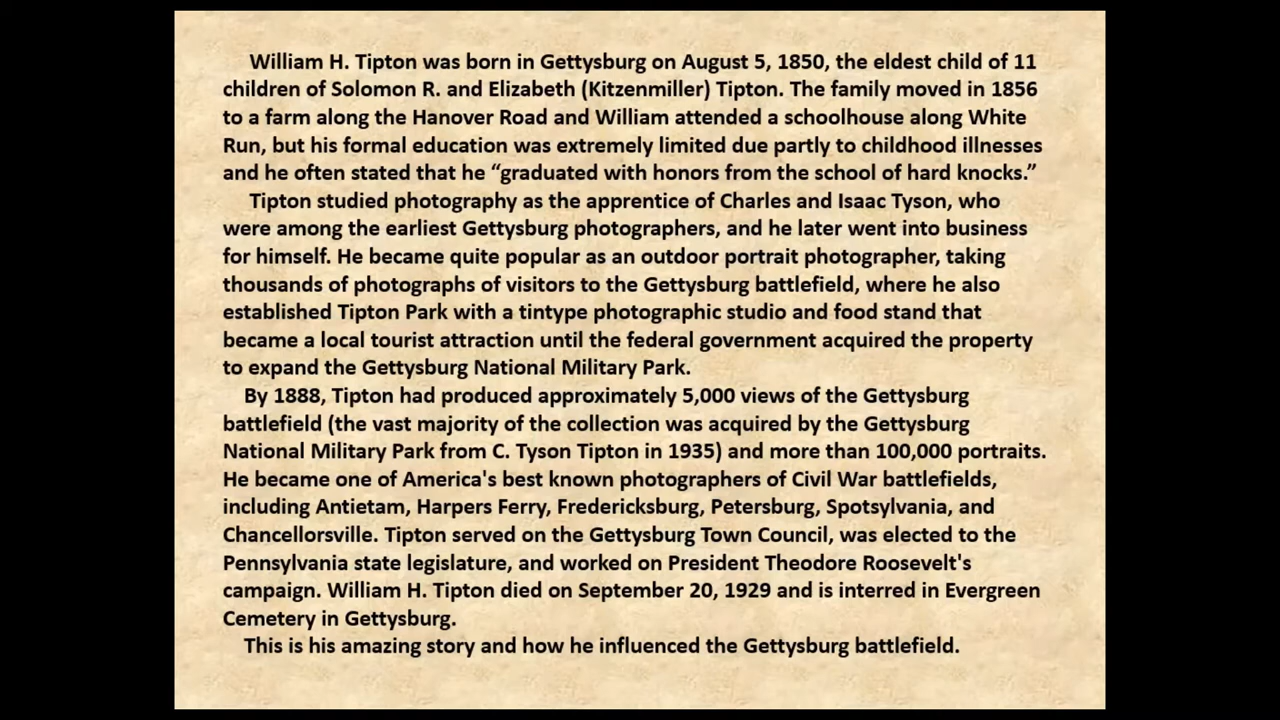 William H. Tipton was born in Gettysburg on August 5, 1850, the eldest child of 11
children of Solomon R. and Elizabeth (Kitzenmiller) Tipton. The family moved in 1856
to a farm along the Hanover Road and William attended a schoolhouse along White
Run, but his formal education was extremely limited due partly to childhood illnesses
and he often stated that he “graduated with honors from the school of hard knocks.”
Tipton studied photography as the apprentice of Charles and Isaac Tyson, who
were among the earliest Gettysburg photographers, and he later went into business
for himself. He became quite popular as an outdoor portrait photographer, taking
thousands of photographs of visitors to the Gettysburg battlefield, where he also
established Tipton Park with a tintype photographic studio and food stand that
became a local tourist attraction until the federal government acquired the property
to expand the Gettysburg National Military Park.
By 1888, Tipton had produced approximately 5,000 views of the Gettysburg
battlefield (the vast majority of the collection was acquired by the Gettysburg
National Military Park from C. Tyson Tipton in 1935) and more than 100,000 portraits.
He became one of America's best known photographers of Civil War battlefields,
including Antietam, Harpers Ferry, Fredericksburg, Petersburg, Spotsylvania, and
Chancellorsville. Tipton served on the Gettysburg Town Council, was elected to the
Pennsylvania state legislature, and worked on President Theodore Roosevelt's
campaign. William H. Tipton died on September 20, 1929 and is interred in Evergreen
Cemetery in Gettysburg.
This is his amazing story and how he influenced the Gettysburg battlefield.